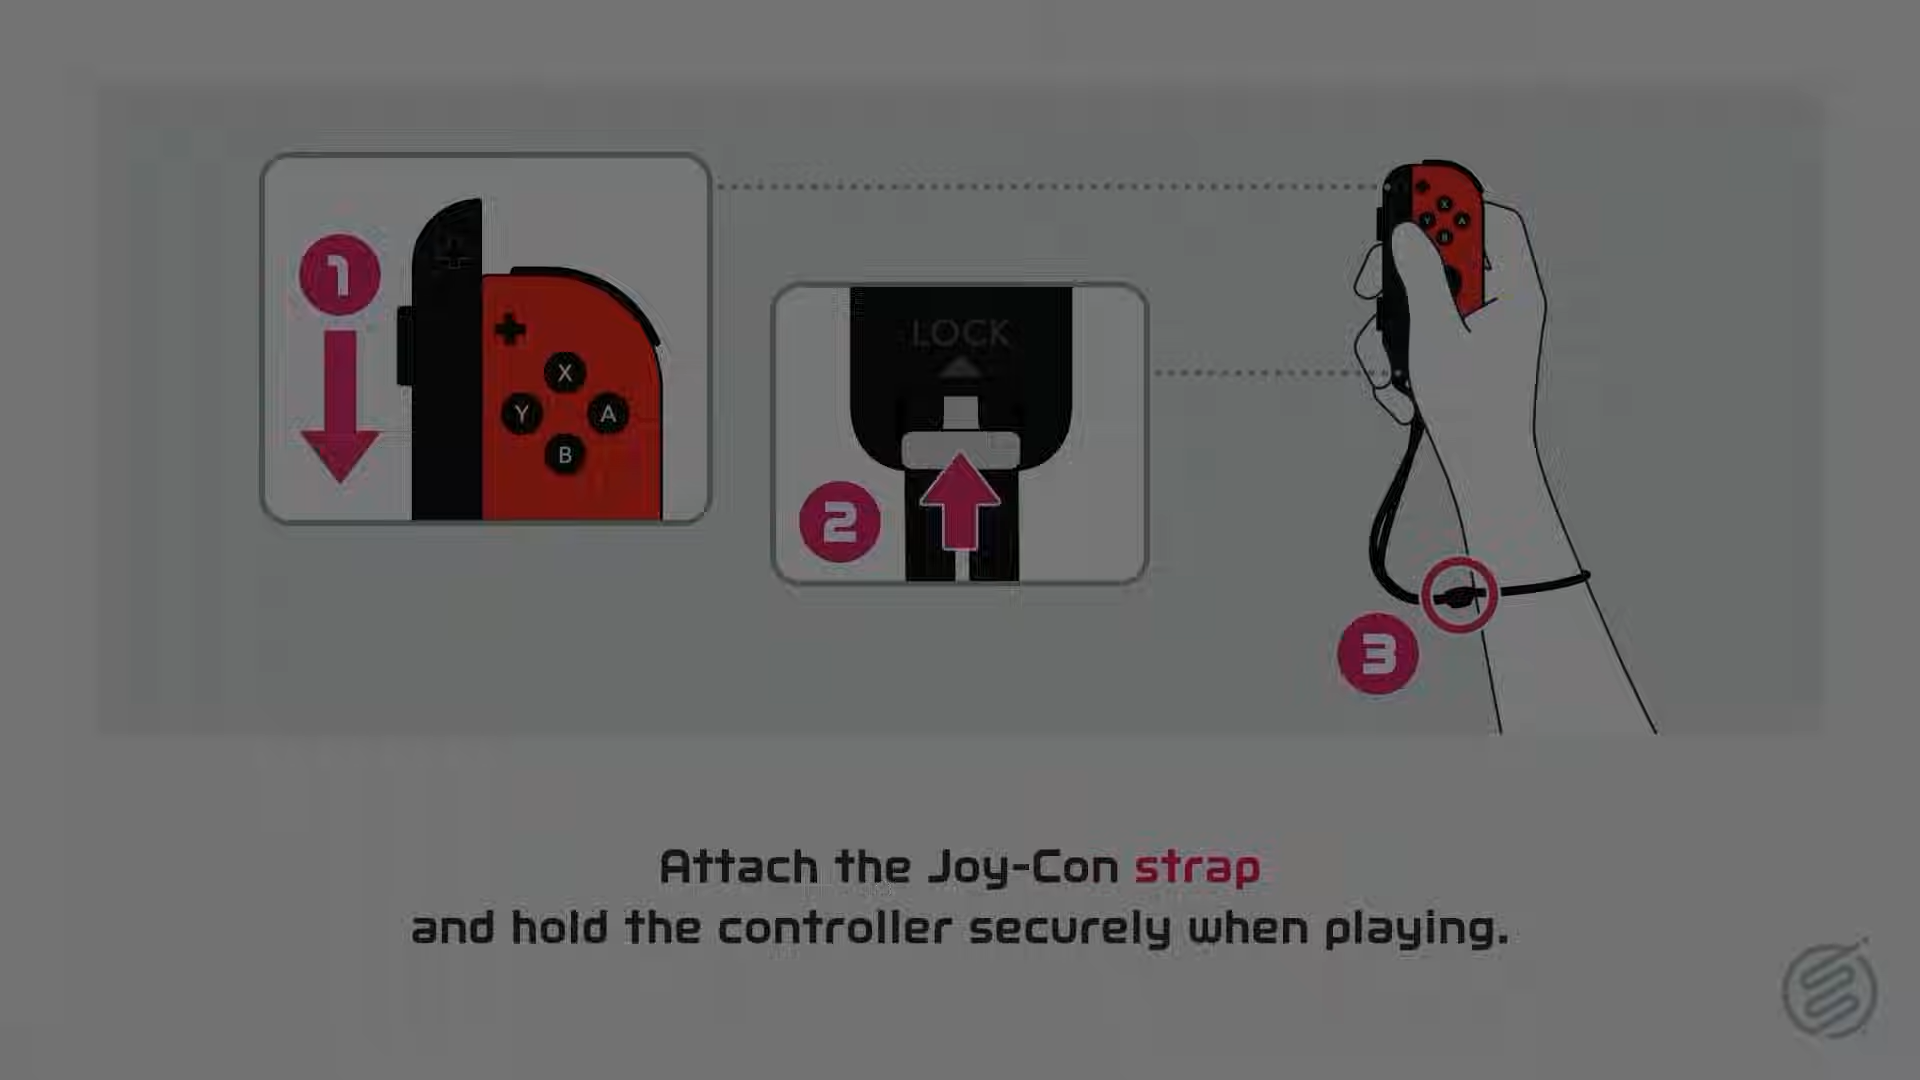 1
X
Y
A
B
LOCK
2
X
Y
A
B
3
Attach the Joy-Con strap
and hold the controller securely when playing.